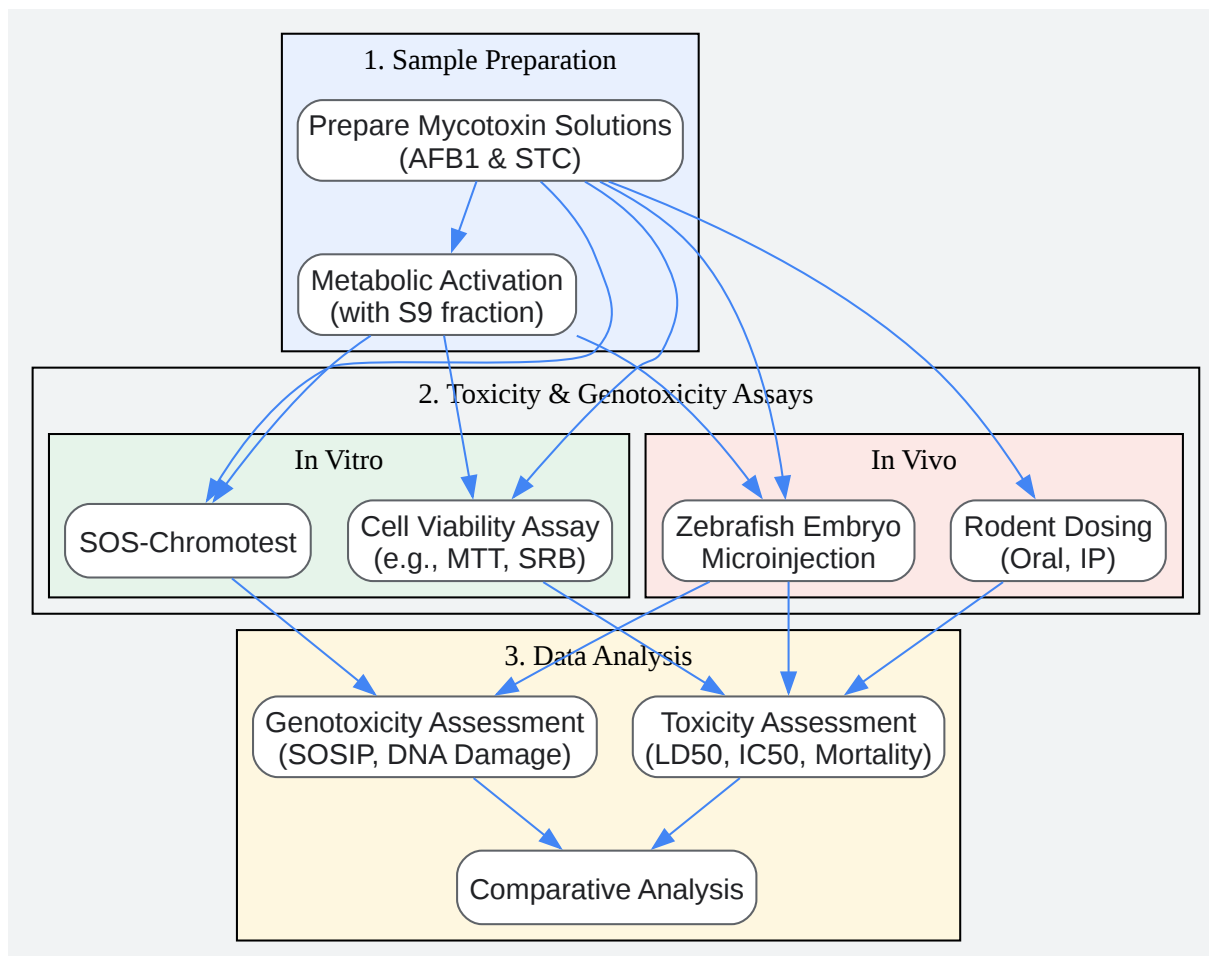 1. Sample Preparation
Prepare Mycotoxin Solutions
(AFB1 & STC)
Metabolic Activation
(with S9 fraction)
2. Toxicity & Genotoxicity Assays
In Vitro
SOS-Chromotest
Cell Viability Assay
(e.g., MTT, SRB)
In Vivo
Zebrafish Embryo
Microinjection
Rodent Dosing
(Oral, IP)
3. Data Analysis
Genotoxicity Assessment
(SOSIP, DNA Damage)
Toxicity Assessment
(LD50, IC50, Mortality)
Comparative Analysis